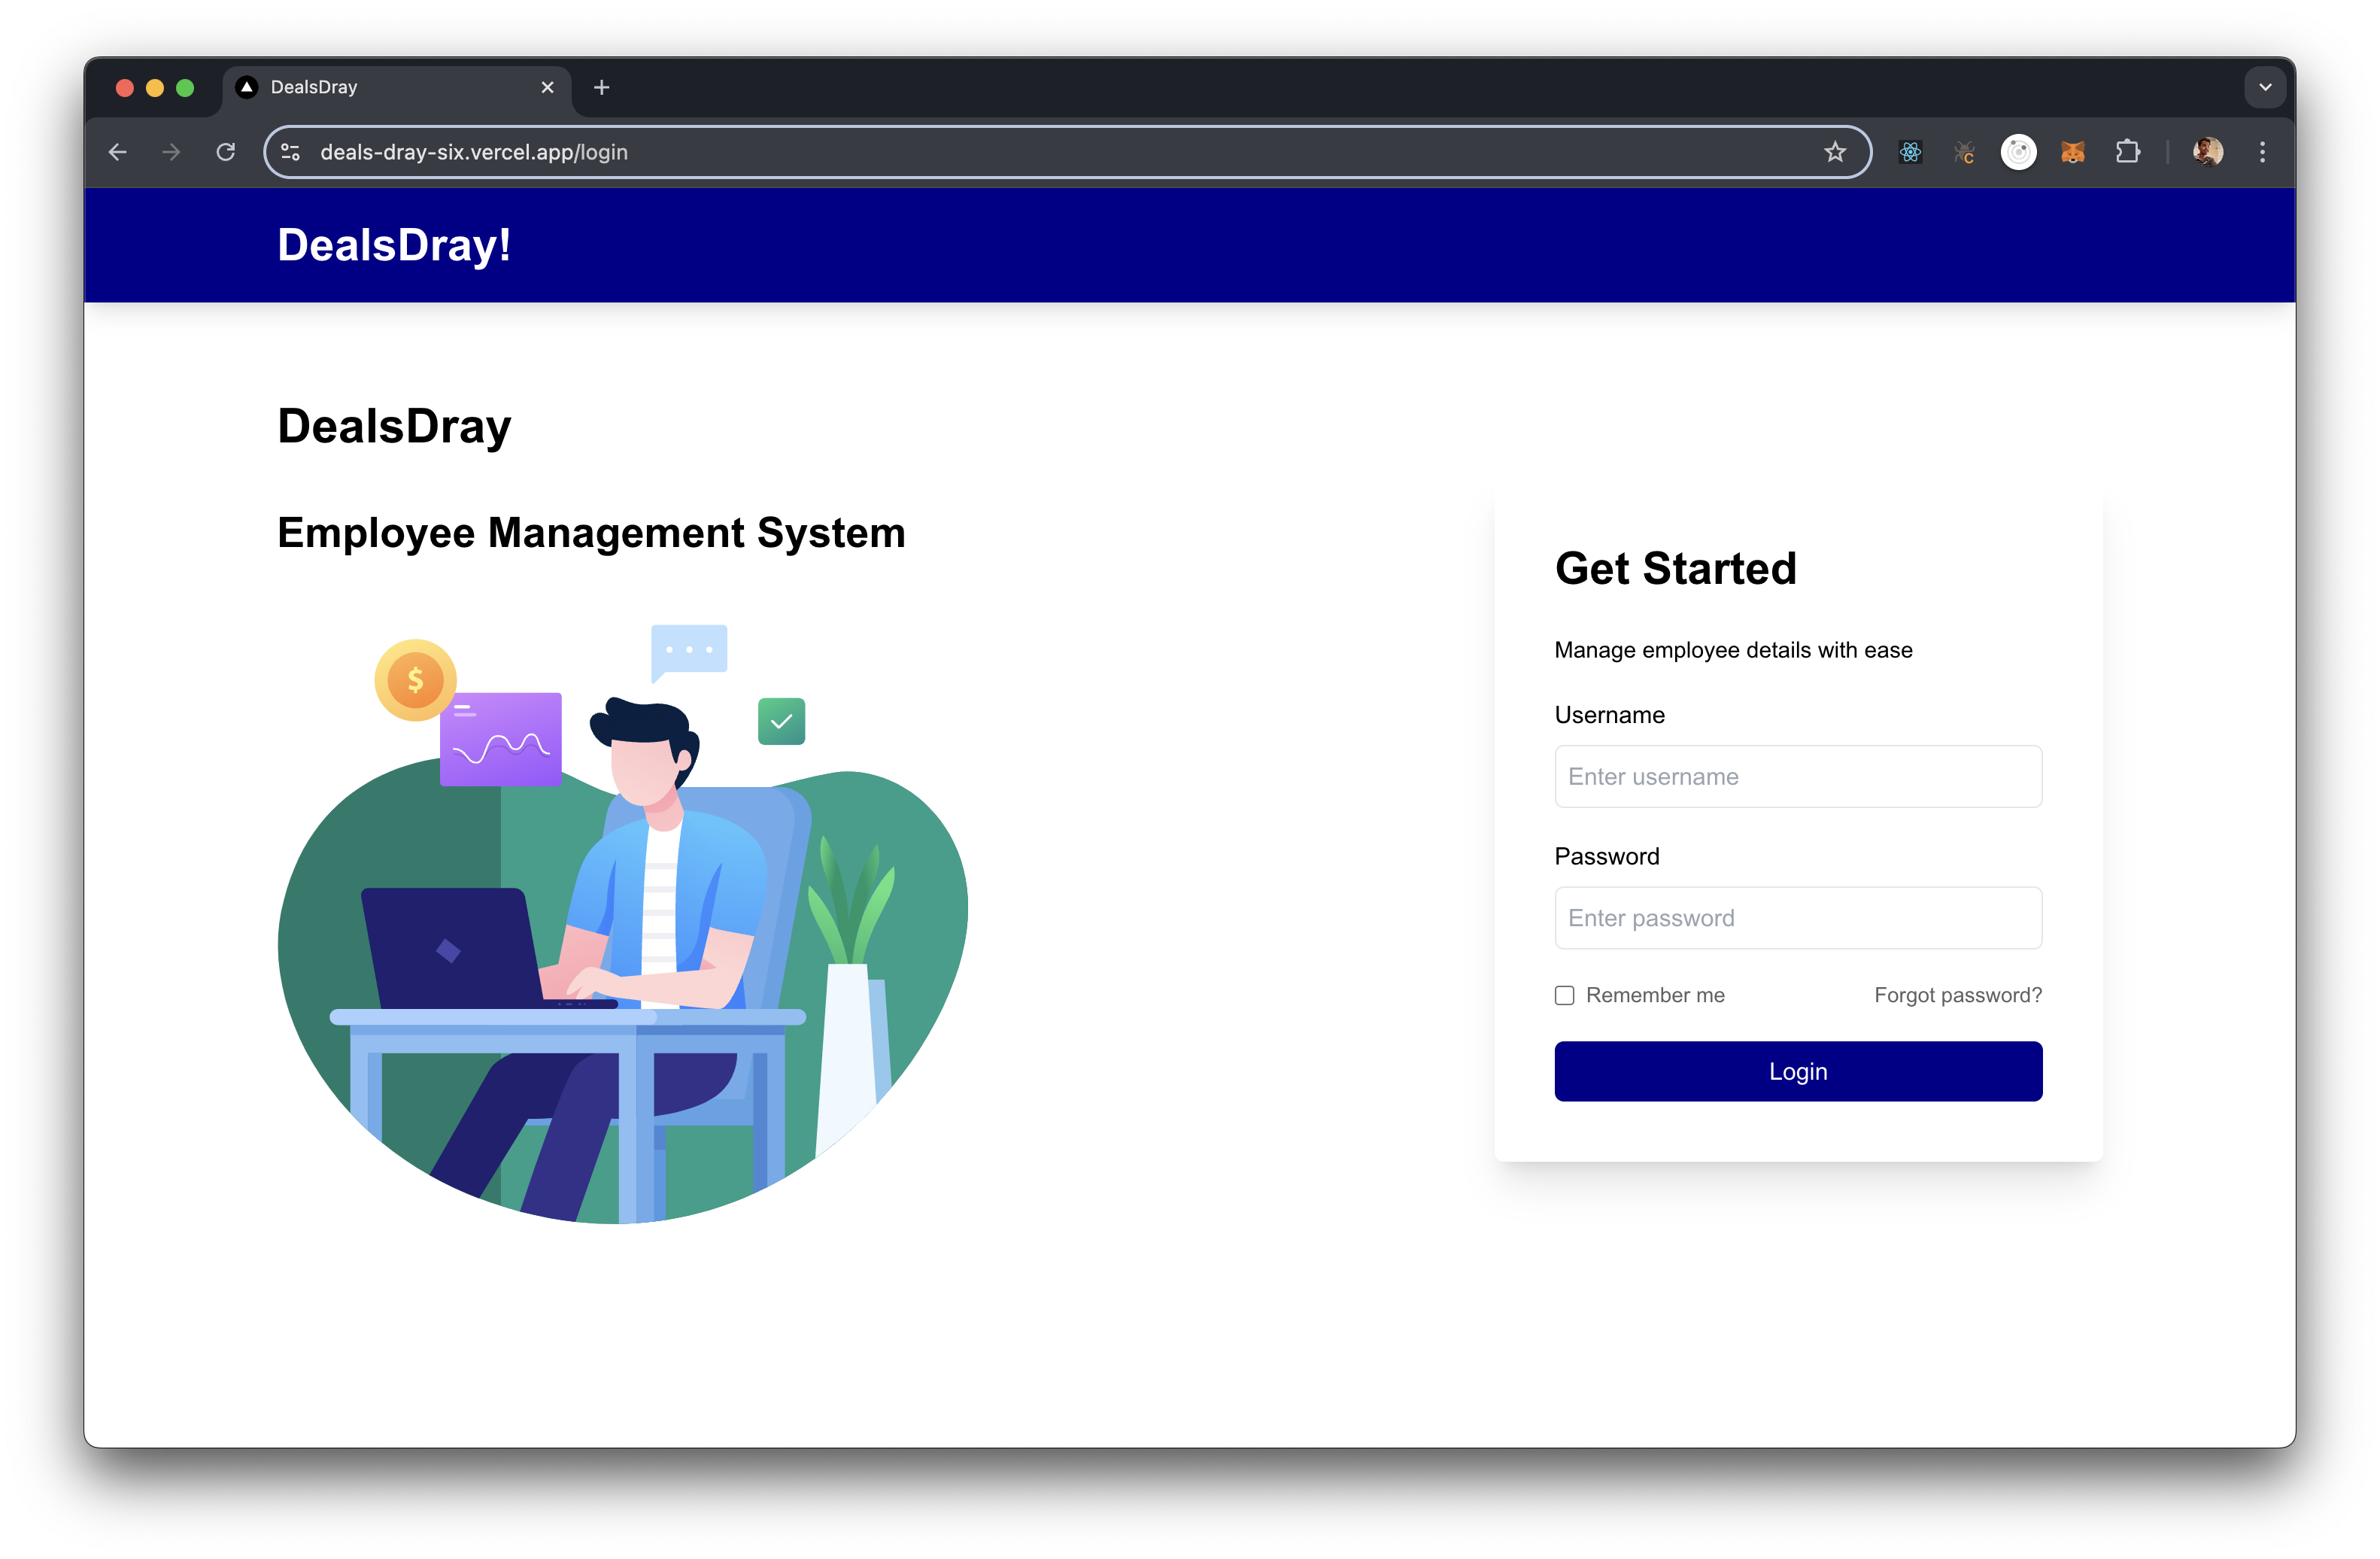 DealsDray
deals-dray-six.vercel.app/login
DealsDray!
DealsDray
Employee Management System
$
Get Started
Manage employee details with ease
Username
Enter username
Password
Enter password
Remember me
Forgot password?
Login